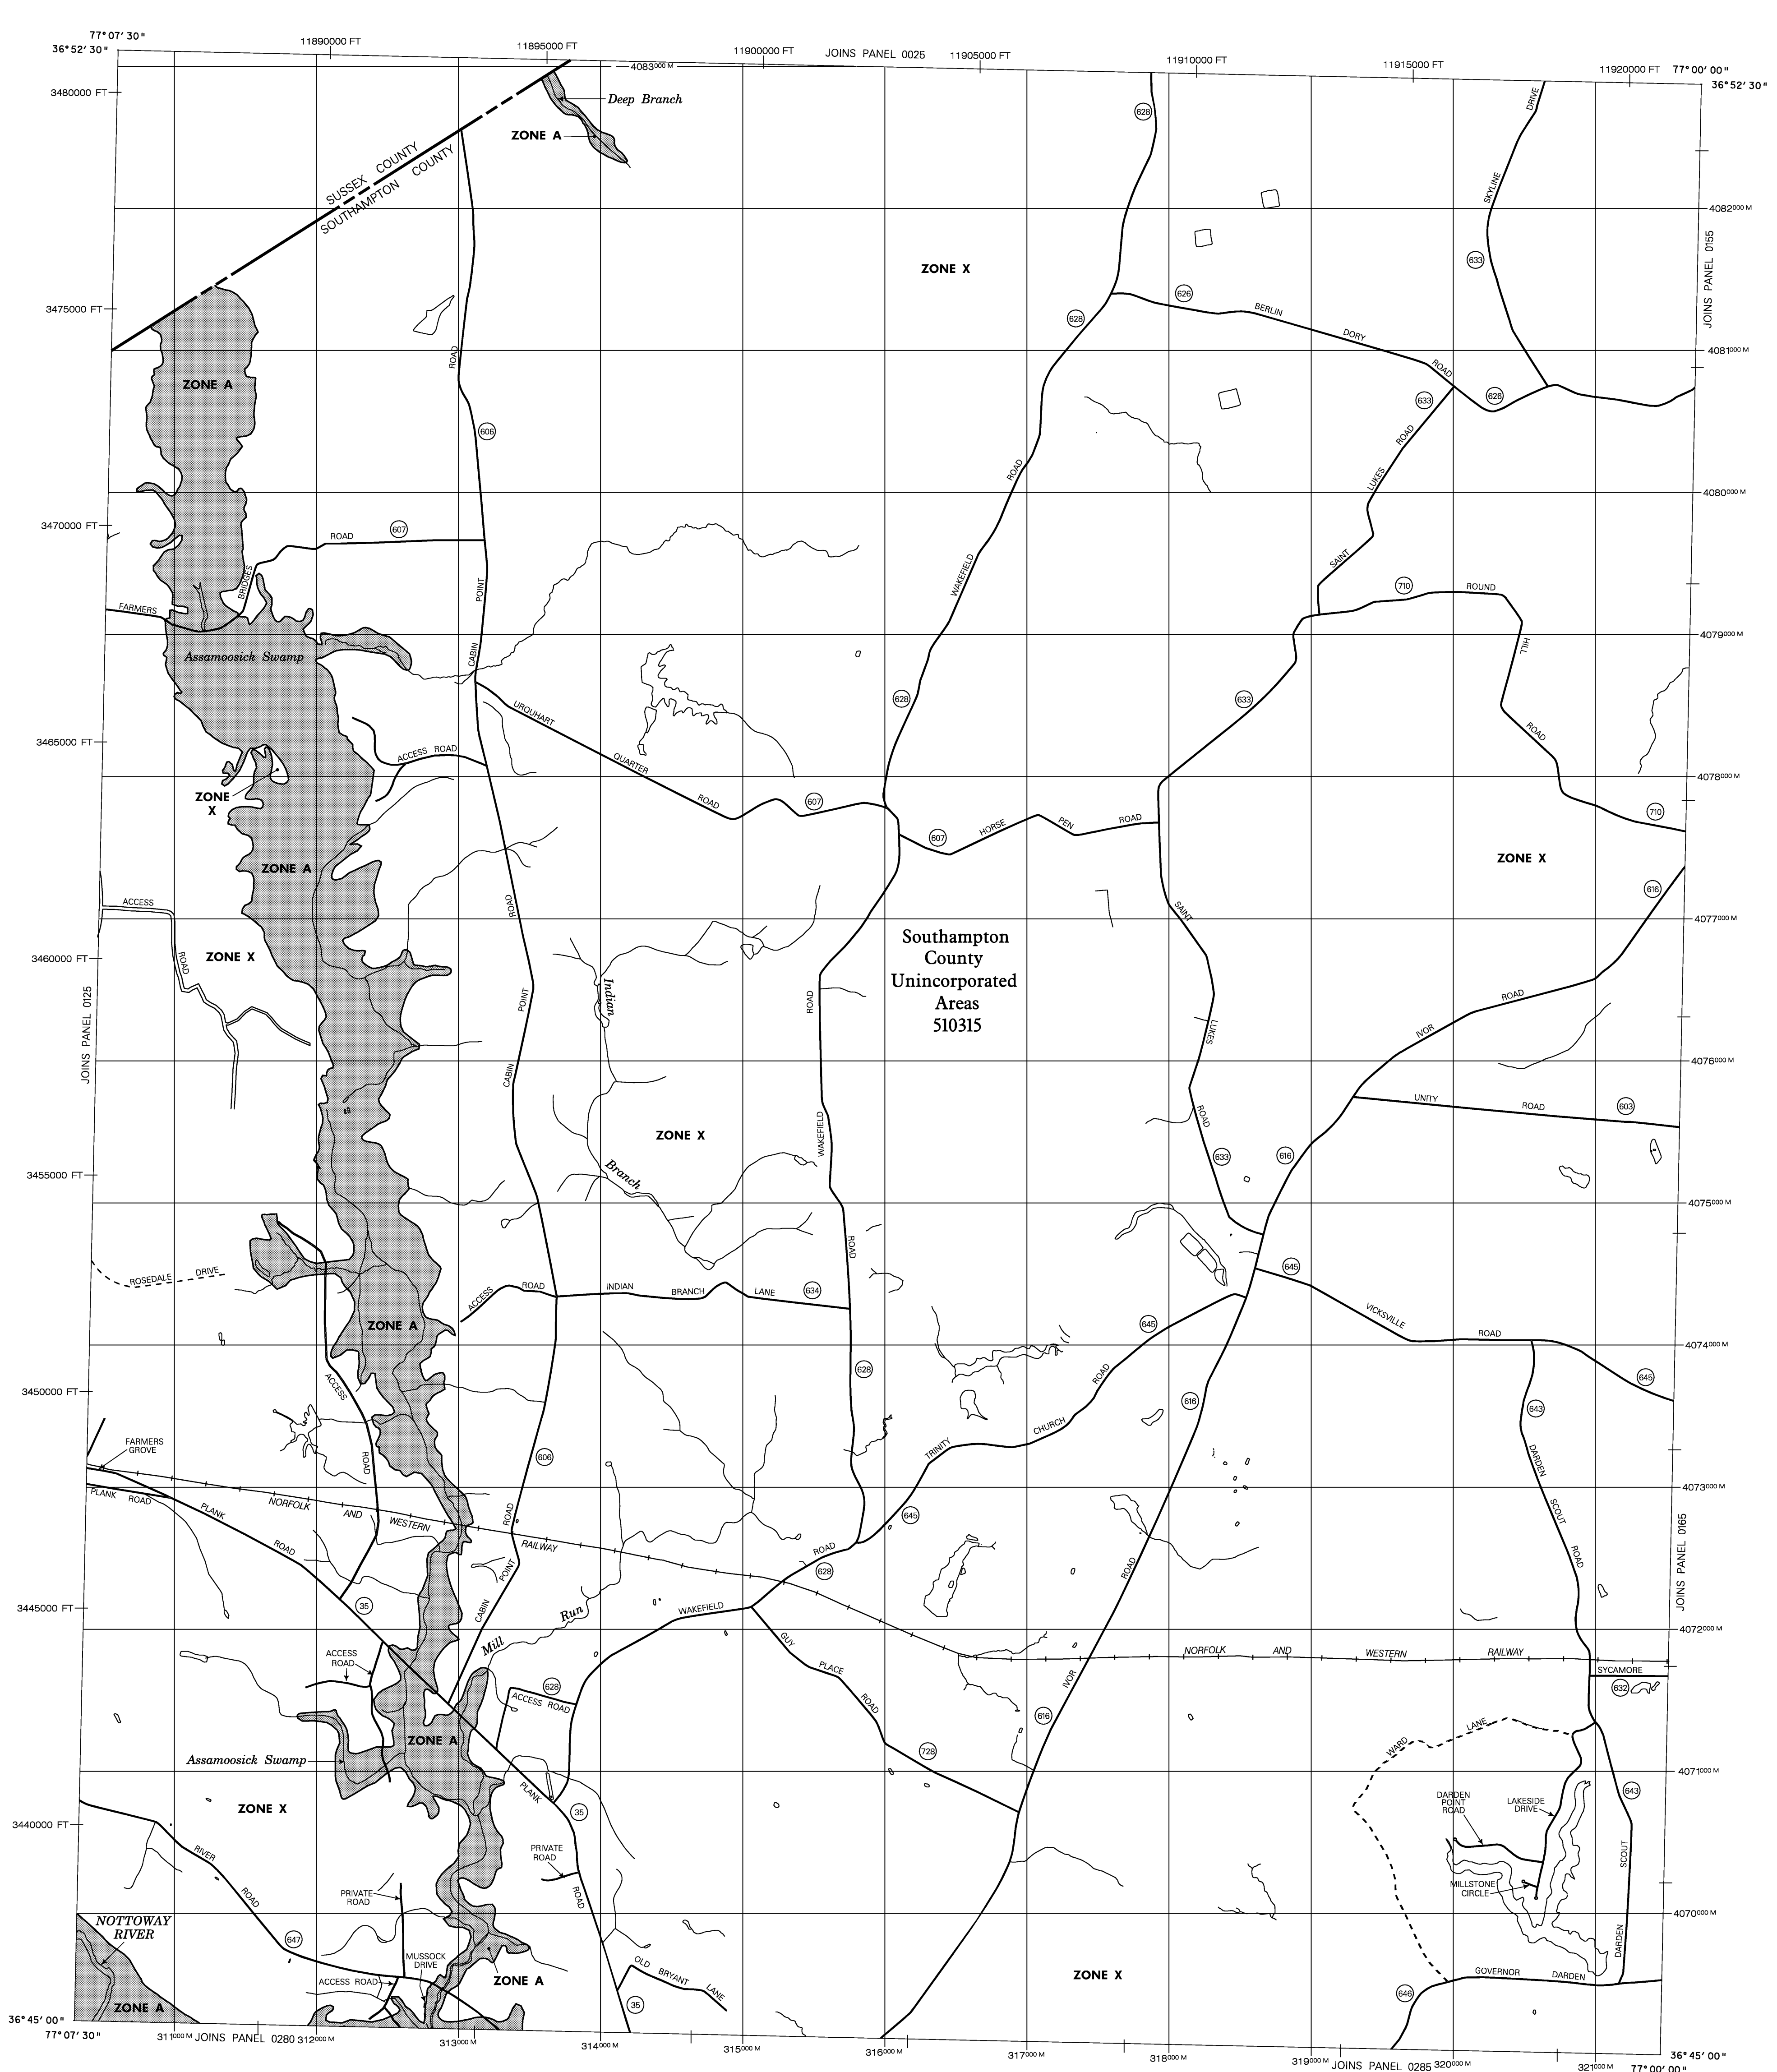 77°07'30"
36°52'30"
11890000 FT
11895000 FT
11900000 FT
JOINS PANEL 0025
11905000 FT
11910000 FT
11915000 FT
11920000 FT
77°00'00"
36°52'30"
4083000 M
3480000 FT
Deep Branch
ZONE A
628
DRIVE
SUSSEX COUNTY
SOUTHAMPTON COUNTY
SKYLINE
4082000 M
JOINS PANEL 0155
633
ZONE X
626
BERLIN
DORY
ROAD
3475000 FT
628
4081000 M
ROAD
ZONE A
633
626
606
ROAD
LUKES
ROAD
4080000 M
3470000 FT
607
ROAD
SAINT
WAKEFIELD
BRIDGES
POINT
710
ROUND
FARMERS
4079000 M
HILL
CABIN
Assamoosick Swamp
628
633
URQUHART
ROAD
3465000 FT
ACCESS ROAD
QUARTER
4078000 M
ZONE
X
ROAD
607
710
607
HORSE
PEN
ROAD
ZONE X
ZONE A
616
ACCESS
ROAD
SAINT
4077000 M
Southampton
County
Unincorporated
Areas
510315
ROAD
ZONE X
3460000 FT
JOINS PANEL 0125
POINT
Indian
ROAD
ROAD
IVOR
LUKES
4076000 M
CABIN
UNITY
ROAD
603
ROAD
WAKEFIELD
ZONE X
633
616
3455000 FT
Branch
4075000 M
ROAD
645
ROSEDALE
DRIVE
ACCESS
ROAD
INDIAN
BRANCH
LANE
634
VICKSVILLE
ROAD
645
ZONE A
4074000 M
628
ROAD
645
ACCESS
3450000 FT
616
643
CHURCH
TRINITY
FARMERS
GROVE
ROAD
606
DARDEN
PLANK ROAD
PLANK
NORFOLK
AND
WESTERN
RAILWAY
ROAD
4073000 M
SCOUT
645
JOINS PANEL 0165
ROAD
ROAD
628
POINT
ROAD
ROAD
3445000 FT
35
CABIN
Run
WAKEFIELD
Mill
GUY
4072000 M
NORFOLK
AND
WESTERN
RAILWAY
ACCESS
ROAD
PLACE
IVOR
SYCAMORE
632
628
ACCESS ROAD
ROAD
616
LANE
WARD
ZONE A
728
Assamoosick Swamp
4071000 M
PLANK
643
DARDEN
POINT
ROAD
LAKESIDE
DRIVE
ZONE X
35
3440000 FT
RIVER
PRIVATE
ROAD
SCOUT
ROAD
PRIVATE
ROAD
ROAD
MILLSTONE
CIRCLE
4070000 M
NOTTOWAY
RIVER
647
DARDEN
MUSSOCK
DRIVE
OLD
BRYANT
LANE
ACCESS ROAD
ZONE A
ZONE X
GOVERNOR
DARDEN
646
ZONE A
35
36°45'00"
77°07'30"
311000 M
JOINS PANEL 0280
312000 M
313000 M
314000 M
315000 M
316000 M
317000 M
318000 M
319000 M
JOINS PANEL 0285
320000 M
321000 M
36°45'00"
77°00'00"